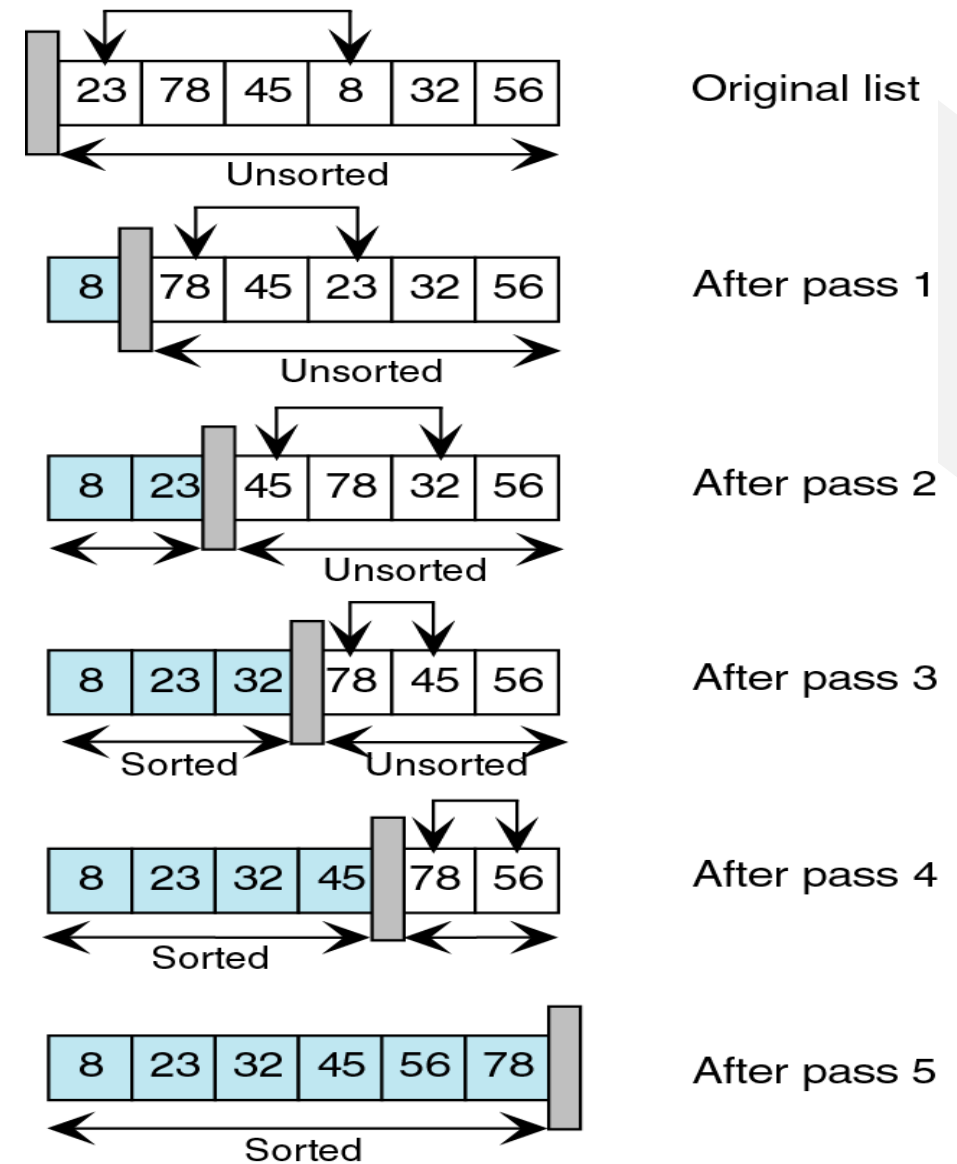 23 78 45 8 32 56 Original list
Unsorted
8 78 45 23 32 56 After pass 1
Unsorted
8 23 45 78 32 56 After pass 2
Unsorted
8 23 32 78 45 56 After pass 3
Sorted Unsorted
8 23 32 45 78 56 After pass 4
Sorted
8 23 32 45 56 78 After pass 5
Sorted